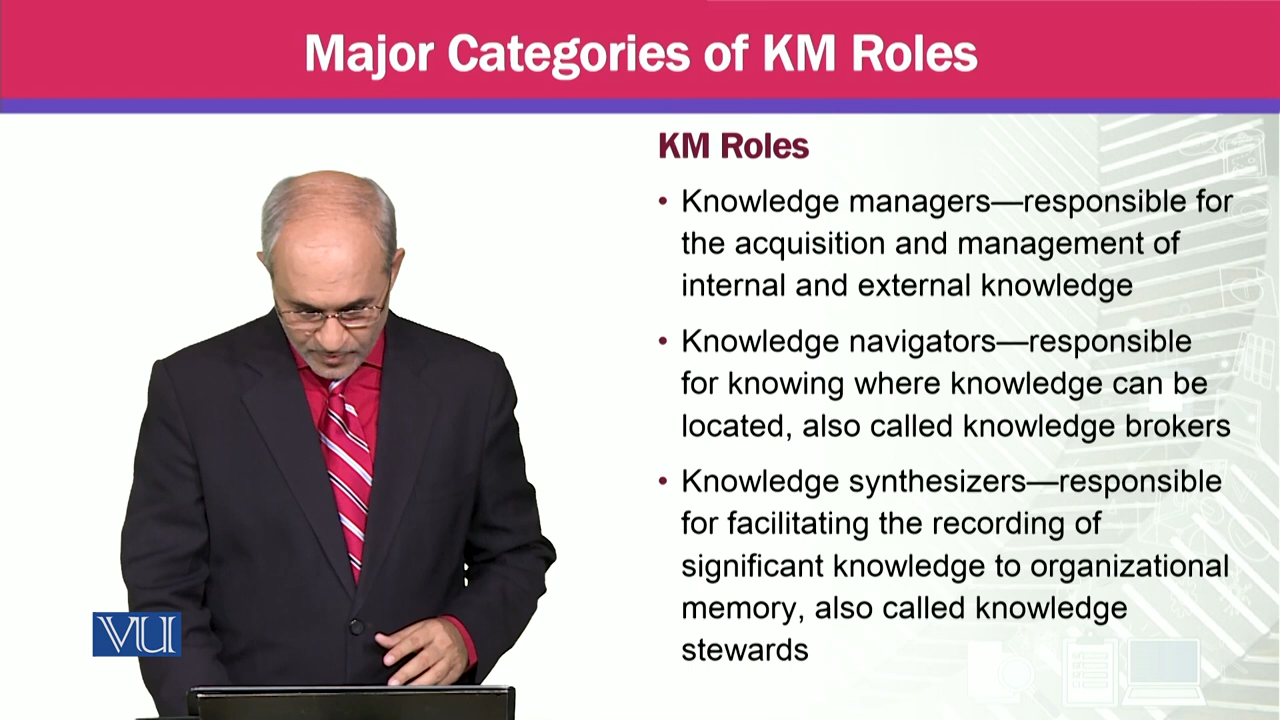 Major Categories of KM Roles
KM Roles
• Knowledge managers—responsible for
the acquisition and management of
internal and external knowledge
• Knowledge navigators—responsible
for knowing where knowledge can be
located, also called knowledge brokers
• Knowledge synthesizers—responsible
for facilitating the recording of
significant knowledge to organizational
memory, also called knowledge
stewards
VU